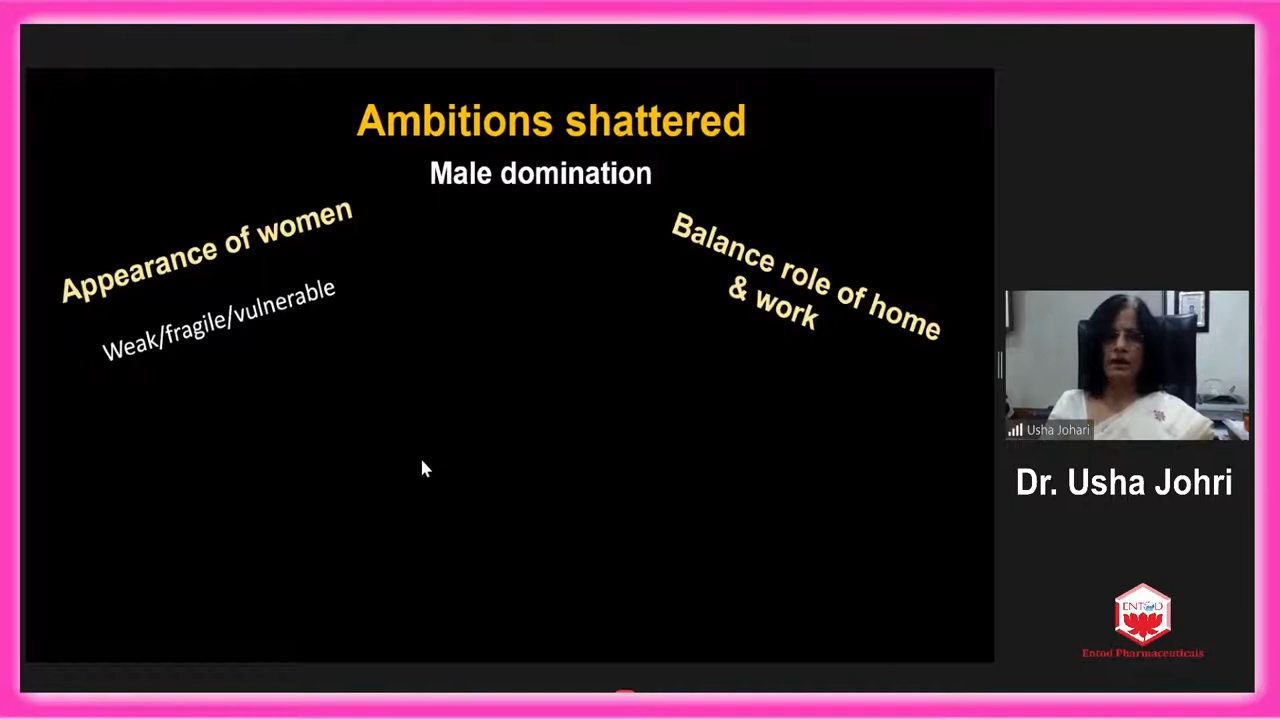 Ambitions shattered
Male domination
Appearance of women
Weak/fragile/vulnerable
Balance role of home
& work
Usha Johari
Dr. Usha Johri
ENTOD
Entod Pharmaceuticals